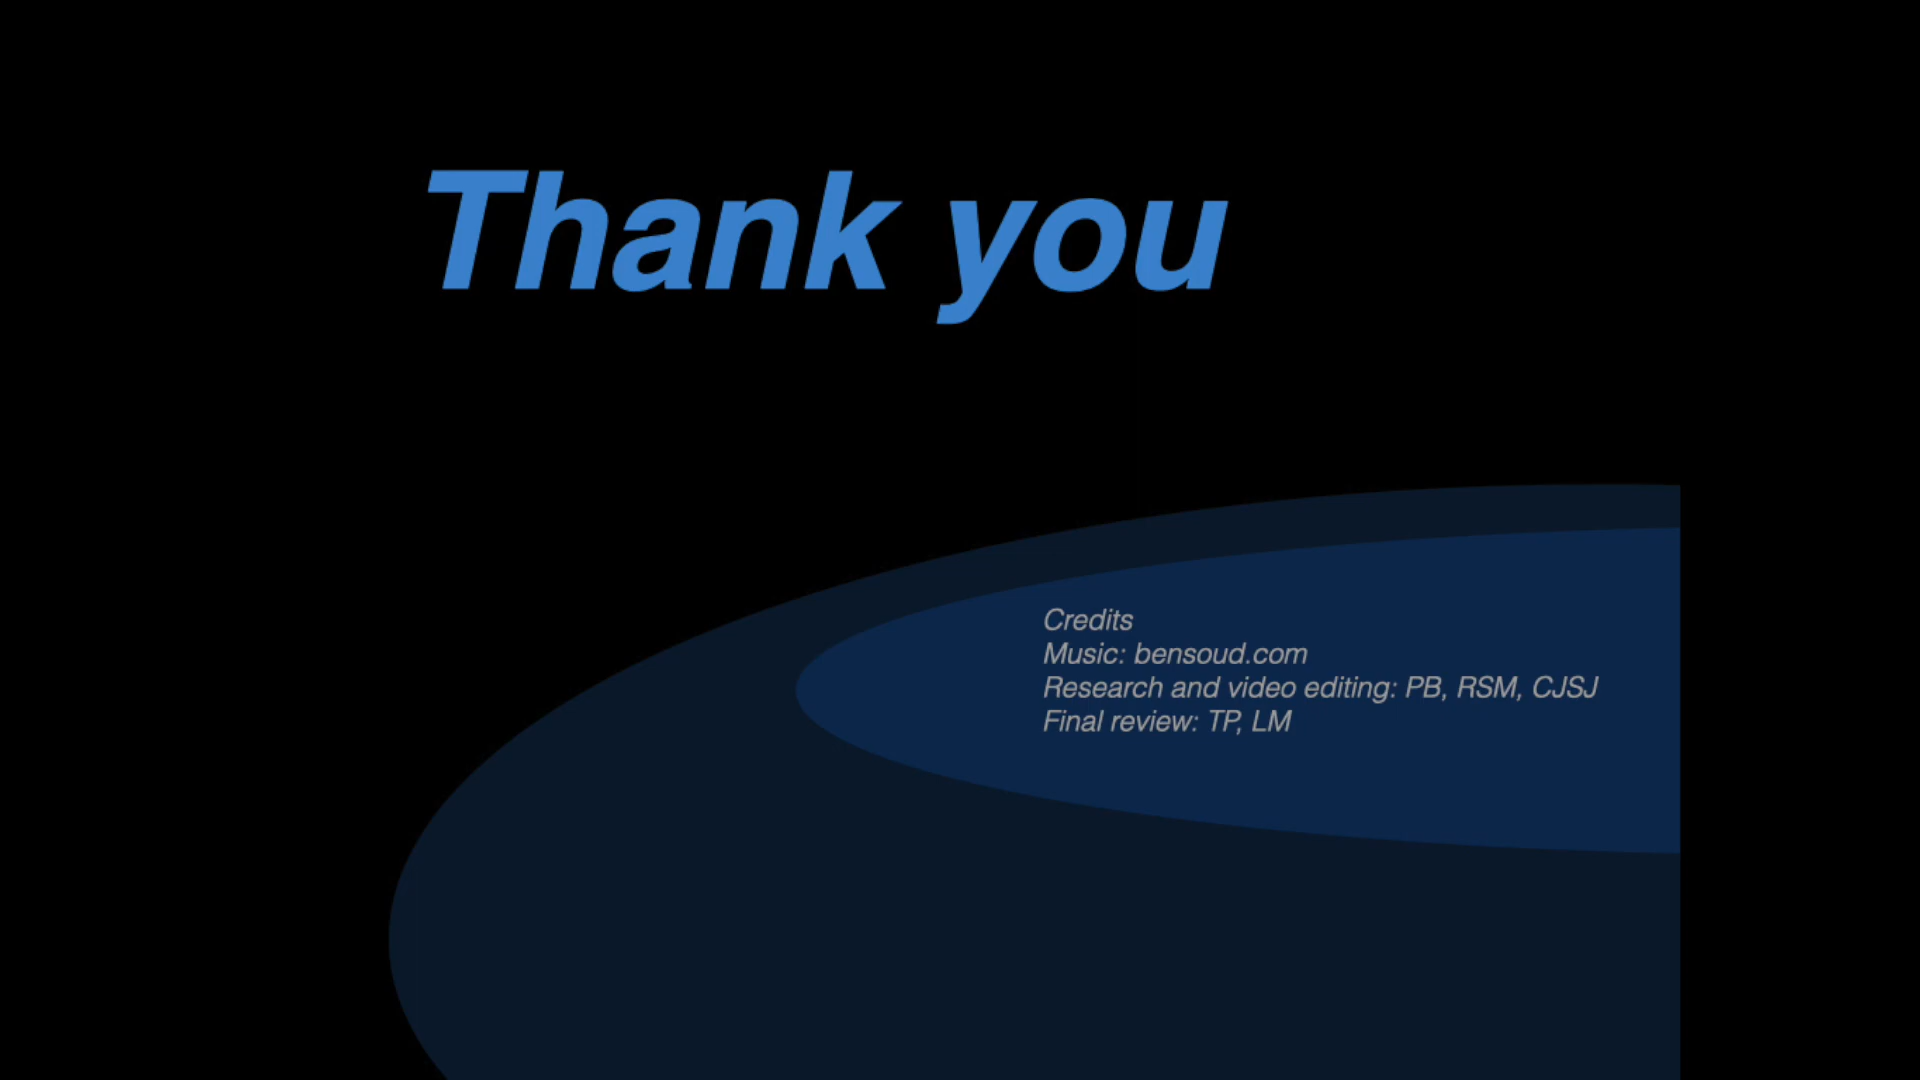 Thank you
Credits
Music: bensoud.com
Research and video editing: PB, RSM, CJSJ
Final review: TP, LM